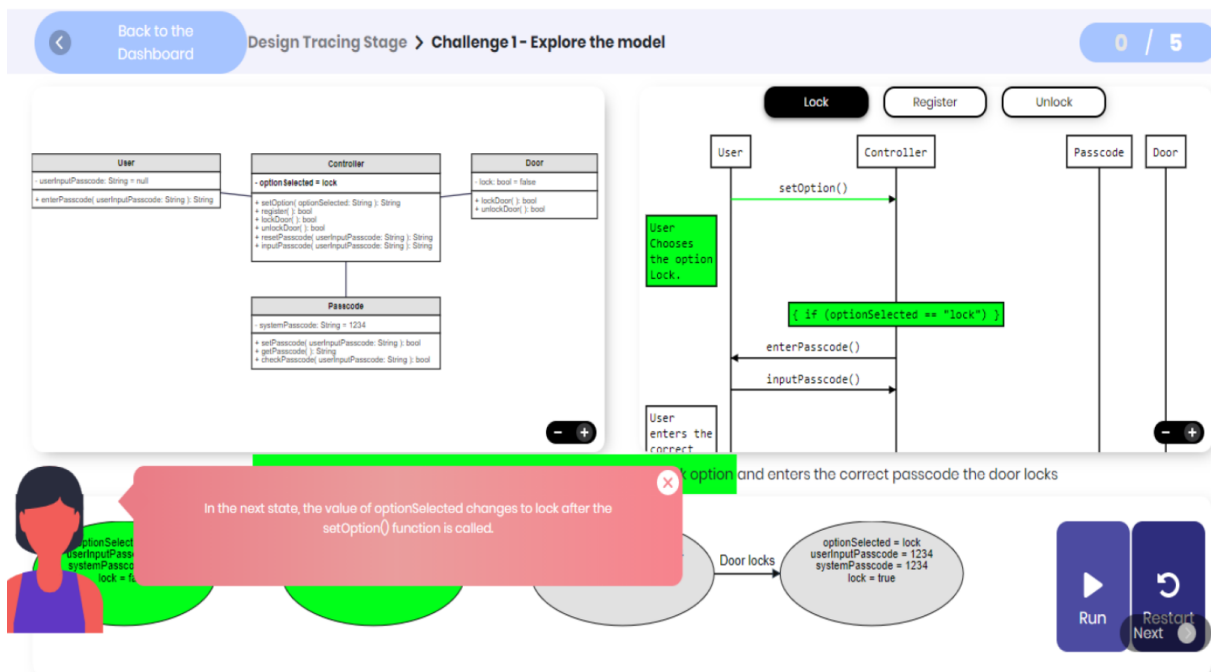 Back to the
Dashboard
Design Tracing Stage > Challenge 1 - Explore the model
0 / 5
User
- userInputPasscode: String = null
+ enterPasscode( userInputPasscode: String ): String
Controller
- optionSelected = lock
+ setOption( optionSelected: String ): String
+ register( ): bool
+ lockDoor( ): bool
+ unlockDoor( ): bool
+ resetPasscode( userInputPasscode: String ): String
+ inputPasscode( userInputPasscode: String ): String
Door
- lock: bool = false
+ lockDoor( ): bool
+ unlockDoor( ): bool
Passcode
- systemPasscode: String = 1234
+ setPasscode( userInputPasscode: String ): bool
+ getPasscode( ): String
+ checkPasscode( userInputPasscode: String ): bool
Lock
Register
Unlock
User
Controller
Passcode
Door
setOption()
User
Chooses
the option
Lock.
{ if (optionSelected == "lock") }
enterPasscode()
inputPasscode()
User
enters the
correct
option and enters the correct passcode the door locks
In the next state, the value of optionSelected changes to lock after the
setOption() function is called.
Door locks
optionSelected = lock
userInputPasscode = 1234
systemPasscode = 1234
lock = true
Run
Restart
Next